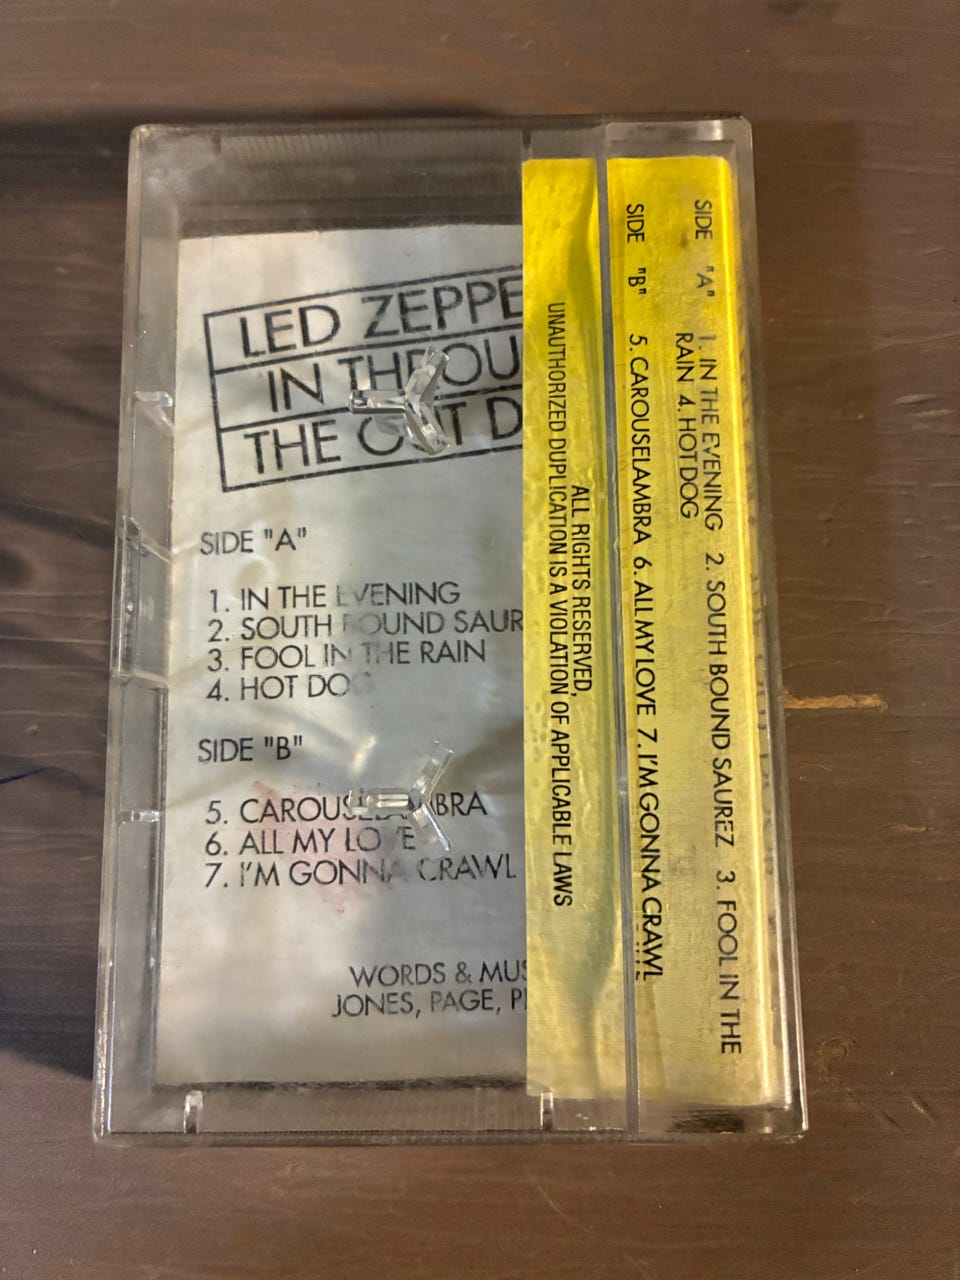 LED ZEPPE
IN THROU
THE OUT D
SIDE "A"
1. IN THE EVENING
2. SOUTH BOUND SAUR
3. FOOL IN THE RAIN
4. HOT DOG
SIDE "B"
5. CAROUSELAMBRA
6. ALL MY LOVE
7. I'M GONNA CRAWL
WORDS & MUS
JONES, PAGE, P
SIDE "A" 1. IN THE EVENING 2. SOUTH BOUND SAUREZ 3. FOOL IN THE
RAIN 4. HOT DOG
SIDE "B" 5. CAROUSELAMBRA 6. ALL MY LOVE 7. I'M GONNA CRAWL
ALL RIGHTS RESERVED,
UNAUTHORIZED DUPLICATION IS A VIOLATION OF APPLICABLE LAWS